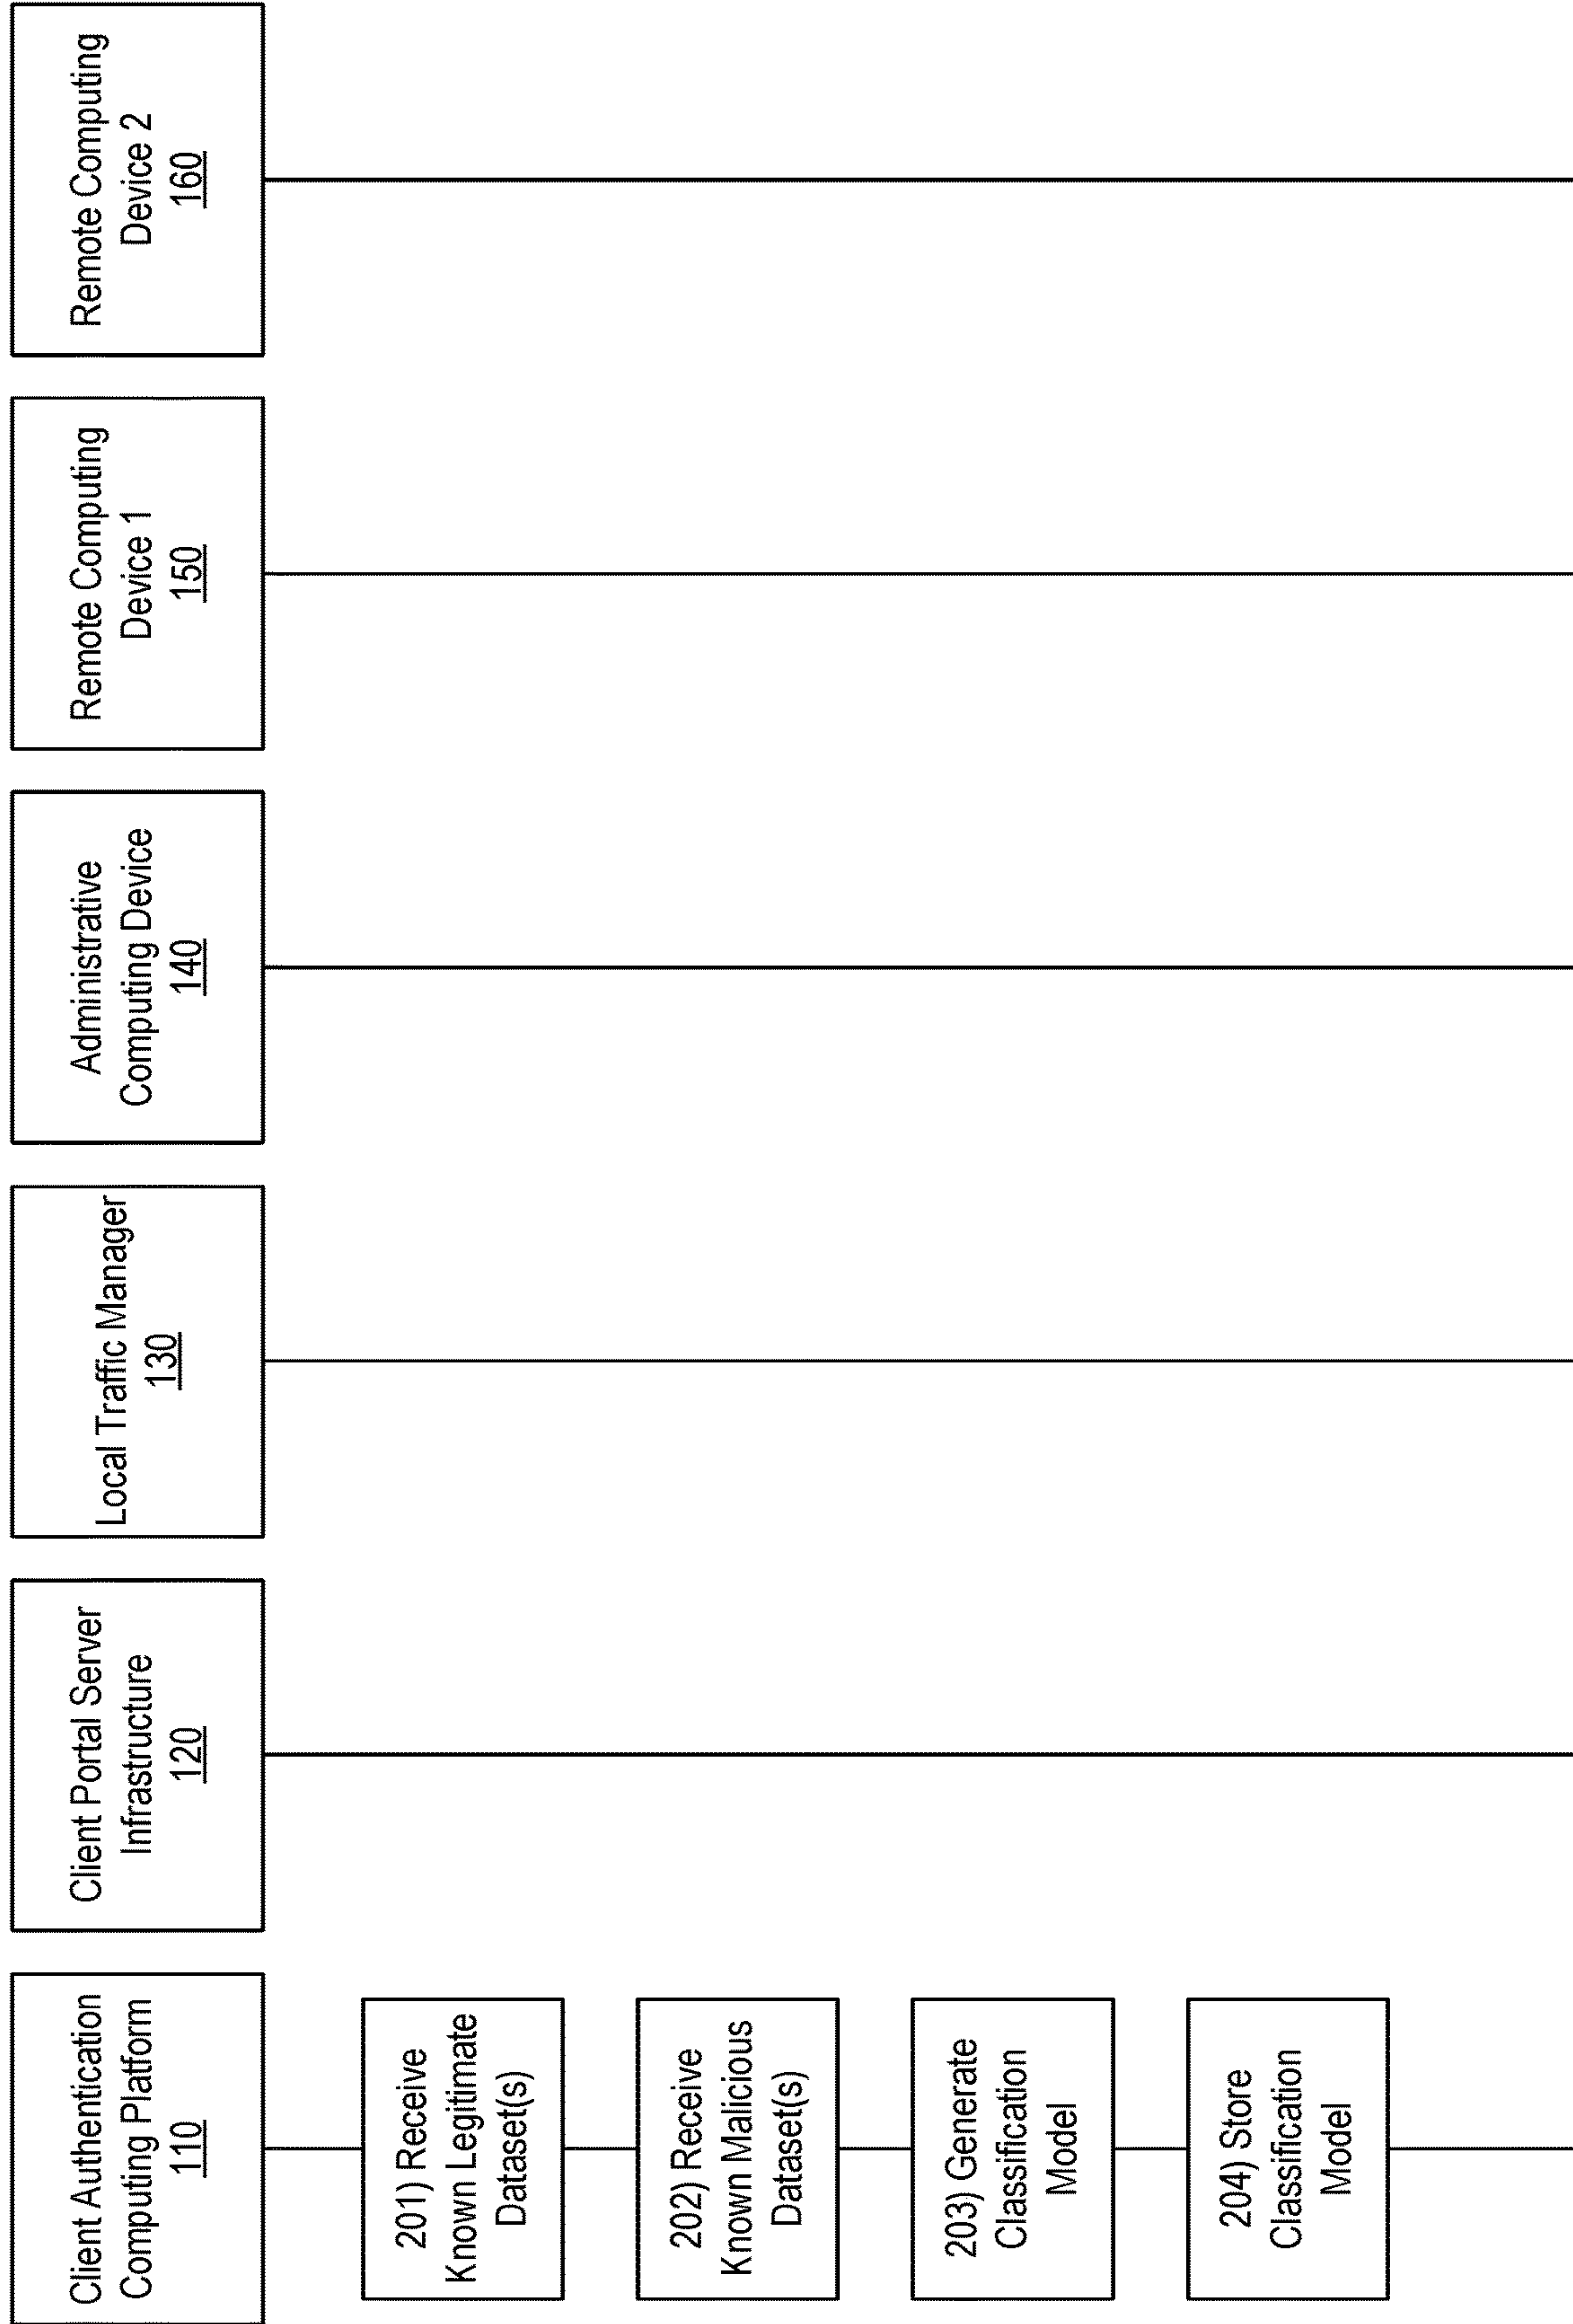 Client Authentication
Computing Platform
110
Client Portal Server
Infrastructure
120
Local Traffic Manager
130
Administrative
Computing Device
140
Remote Computing
Device 1
150
Remote Computing
Device 2
160
201) Receive
Known Legitimate
Dataset(s)
202) Receive
Known Malicious
Dataset(s)
203) Generate
Classification
Model
204) Store
Classification
Model